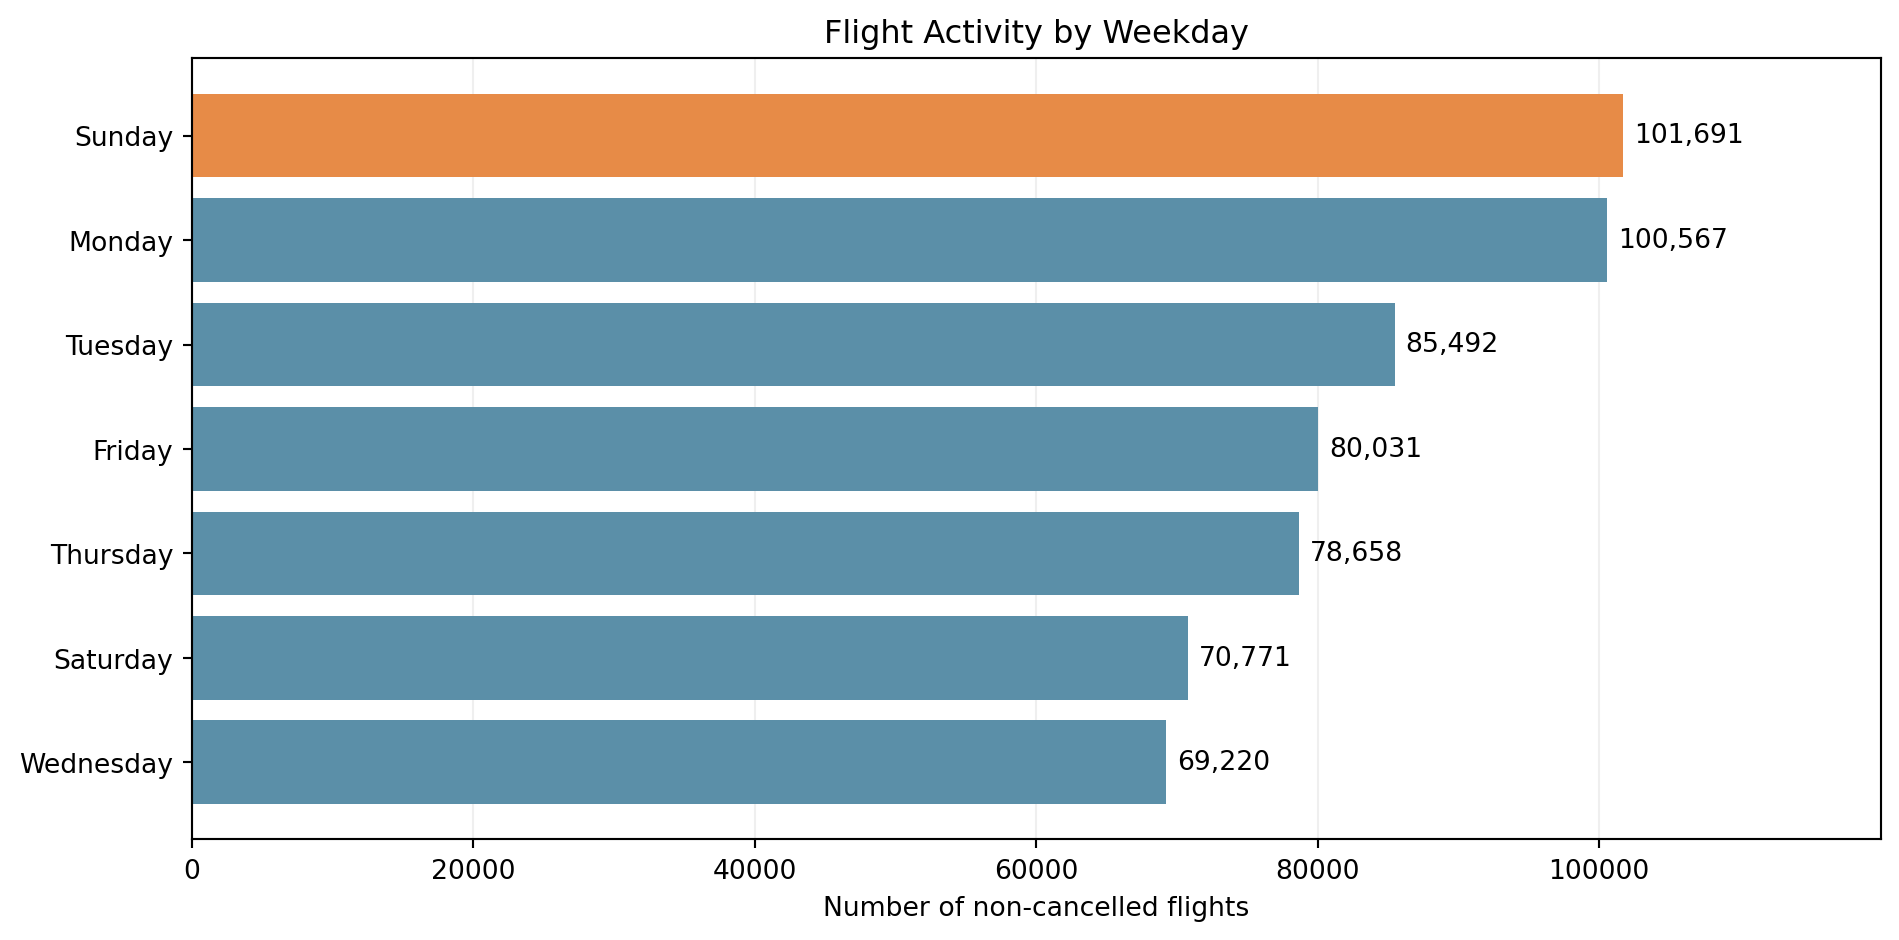 Flight Activity by Weekday
Sunday 101,691
Monday 100,567
Tuesday 85,492
Friday 80,031
Thursday 78,658
Saturday 70,771
Wednesday 69,220
0 20000 40000 60000 80000 100000
Number of non-cancelled flights